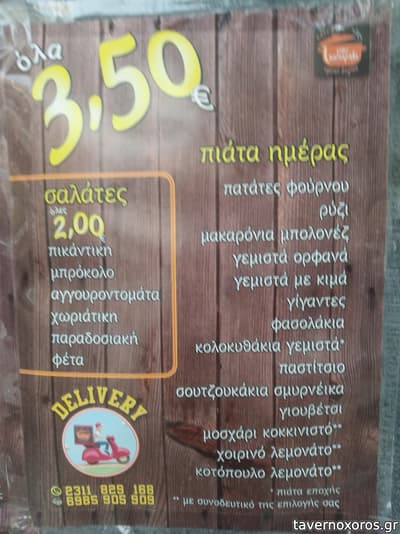 όλα
3,50€
πιάτα ημέρας
πατάτες φούρνου
ρύζι
μακαρόνια μπολονέζ
γεμιστά ορφανά
γεμιστά με κιμά
γίγαντες
φασολάκια
κολοκυθάκια γεμιστά*
παστίτσιο
σουτζουκάκια σμυρνέικα
γιουβέτσι
μοσχάρι κοκκινιστό**
χοιρινό λεμονάτο**
κοτόπουλο λεμονάτο**
* πιάτα εποχής
** με συνοδευτικό της επιλογής σας
σαλάτες
όλες
2,00€
πικάντικη
μπρόκολο
αγγουροντομάτα
χωριάτικη
παραδοσιακή
φέτα
DELIVERY
2311 829 168
6985 905 909
tavernoxoros.gr